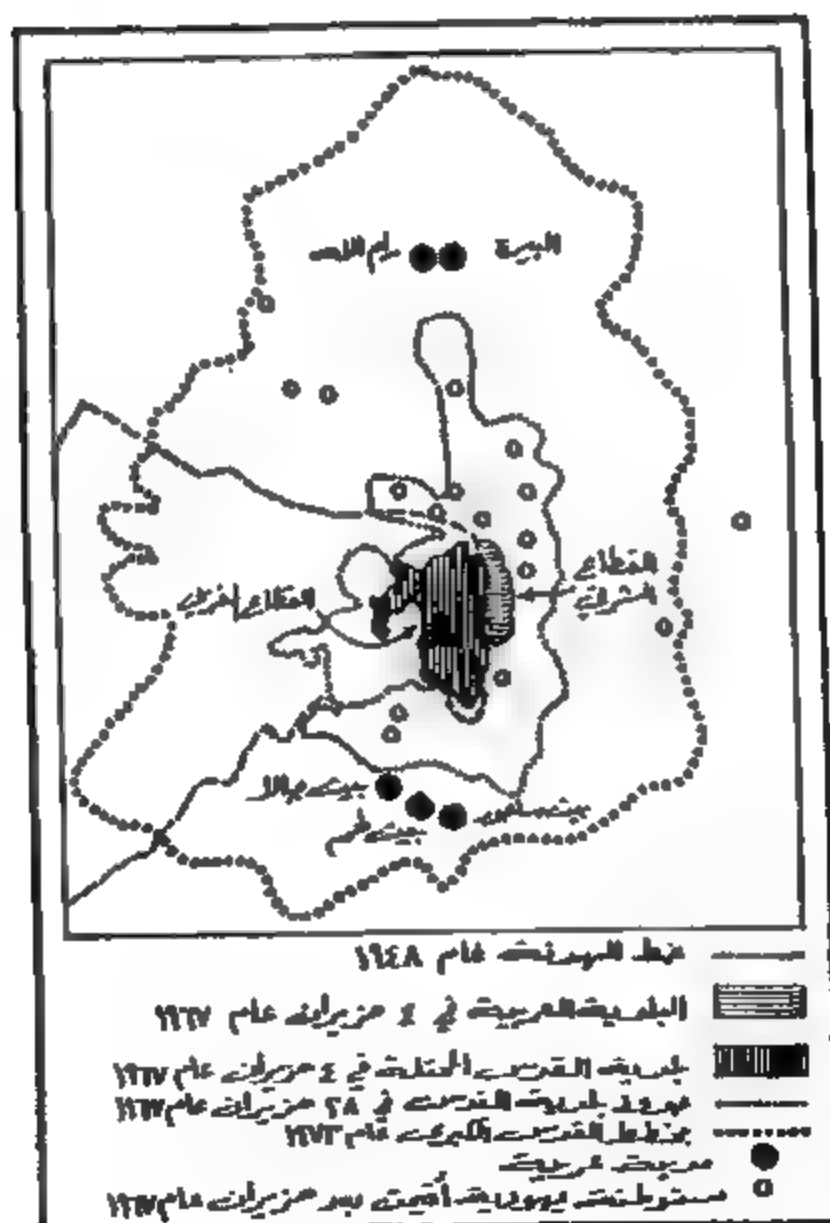 البيرة
رام الله
القطاع
الشرقي
القطاع الغربي
بيت جالا
بيت لحم
بيت ساحور
خط الهدنة عام ١٩٤٨
البلدية العربية في ٤ حزيران عام ١٩٦٧
بلدية القدس المحتلة في ٤ حزيران عام ١٩٦٧
حدود بلدية القدس في ٢٨ حزيران عام ١٩٦٧
مخطط القدس الكبرى عام ١٩٧٣
مدينة عربية
مستوطنة يهودية أقيمت بعد حزيران عام ١٩٦٧